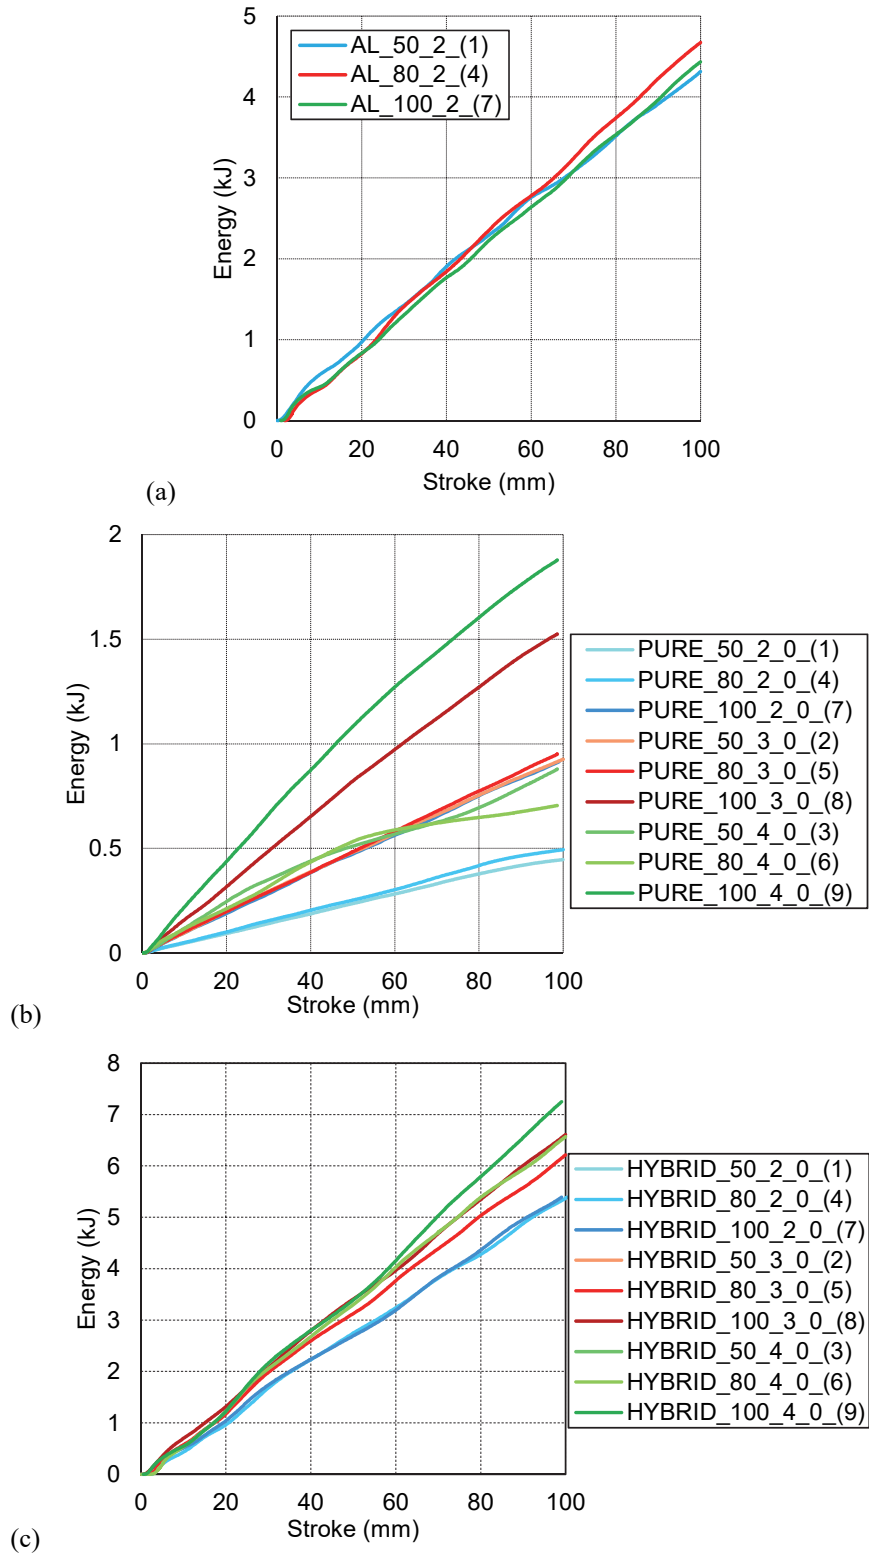 5
4
3
2
1
0
Energy (kJ)
AL_50_2_(1)
AL_80_2_(4)
AL_100_2_(7)
0 20 40 60 80 100
Stroke (mm)
(a)
2
1.5
1
0.5
0
Energy (kJ)
PURE_50_2_0_(1)
PURE_80_2_0_(4)
PURE_100_2_0_(7)
PURE_50_3_0_(2)
PURE_80_3_0_(5)
PURE_100_3_0_(8)
PURE_50_4_0_(3)
PURE_80_4_0_(6)
PURE_100_4_0_(9)
0 20 40 60 80 100
Stroke (mm)
(b)
8
7
6
5
4
3
2
1
0
Energy (kJ)
HYBRID_50_2_0_(1)
HYBRID_80_2_0_(4)
HYBRID_100_2_0_(7)
HYBRID_50_3_0_(2)
HYBRID_80_3_0_(5)
HYBRID_100_3_0_(8)
HYBRID_50_4_0_(3)
HYBRID_80_4_0_(6)
HYBRID_100_4_0_(9)
0 20 40 60 80 100
Stroke (mm)
(c)